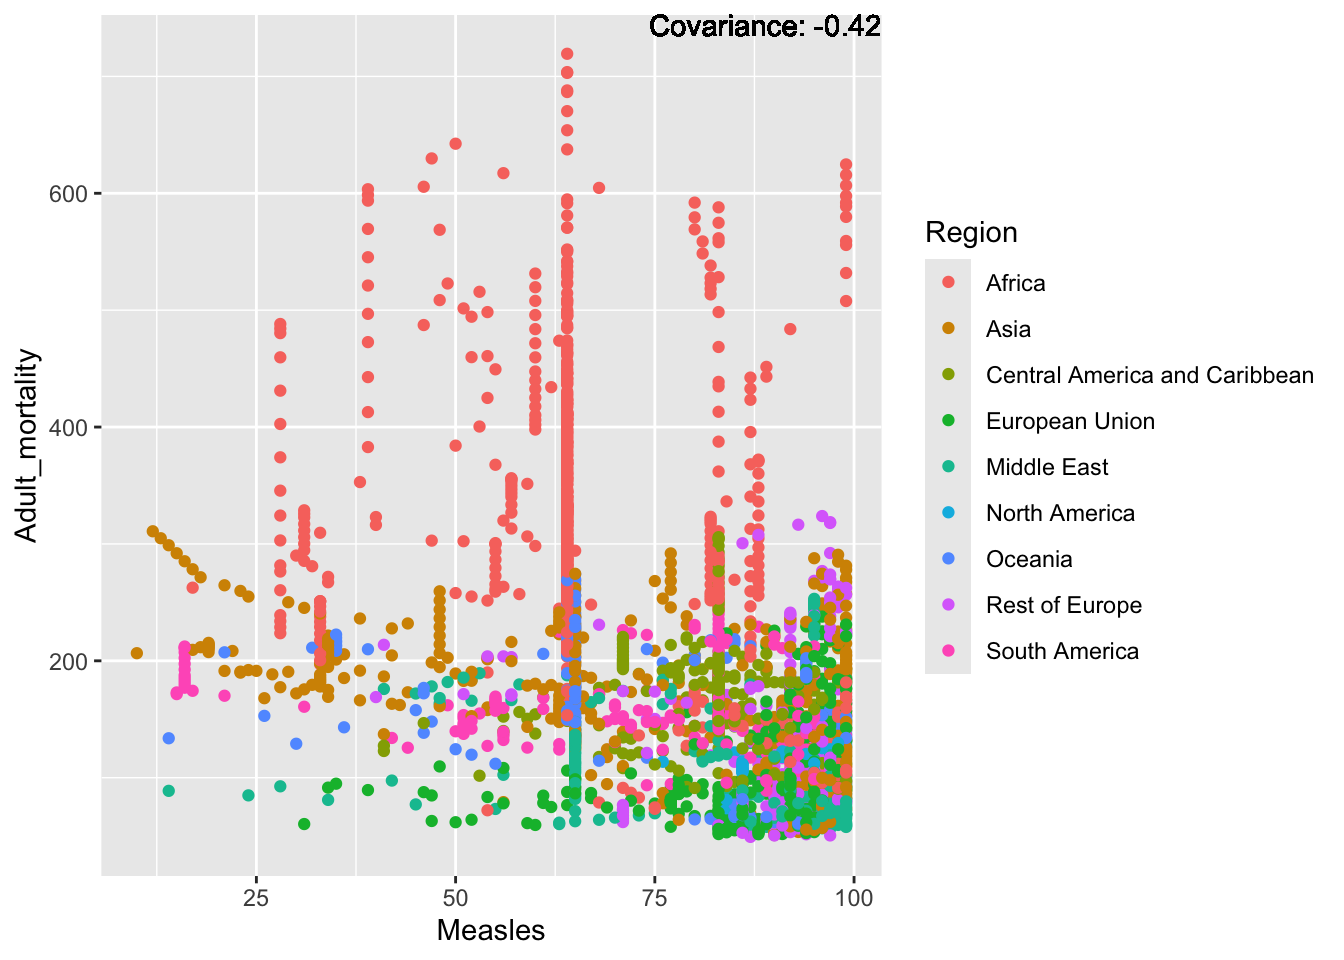 Covariance: -0.42
600
400
200
Adult_mortality
25 50 75 100
Measles
Region
Africa
Asia
Central America and Caribbean
European Union
Middle East
North America
Oceania
Rest of Europe
South America